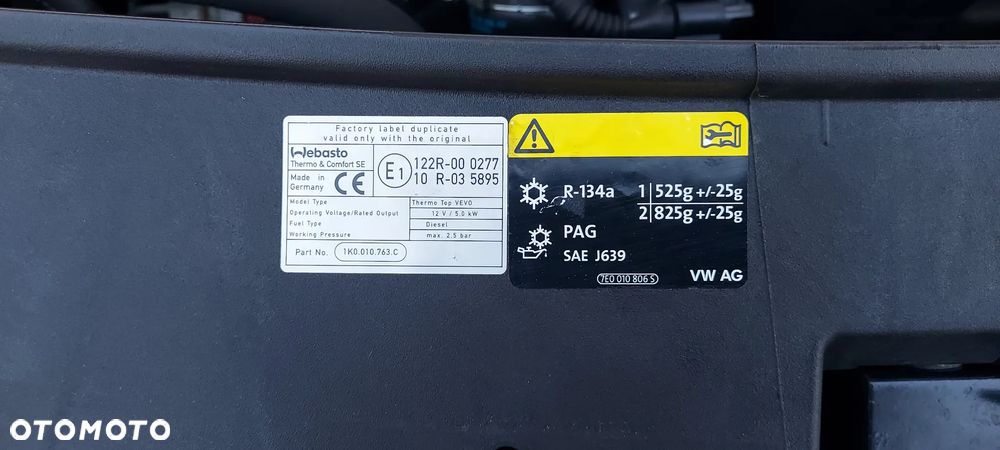 Factory label duplicate
valid only with the original
Webasto
Thermo & Comfort SE
Made in
Germany
CE
E1
122R-00 0277
10 R-03 5895
Model Type Thermo Top VEVO
Operating Voltage/Rated Output 12 V / 5.0 kW
Fuel Type Diesel
Working Pressure max. 2.5 bar
Part No. 1K0.010.763.C
R-134a 1 525g +/-25g
2 825g +/-25g
PAG
SAE J639
7E0 010 806 S VW AG
OTOMOTO